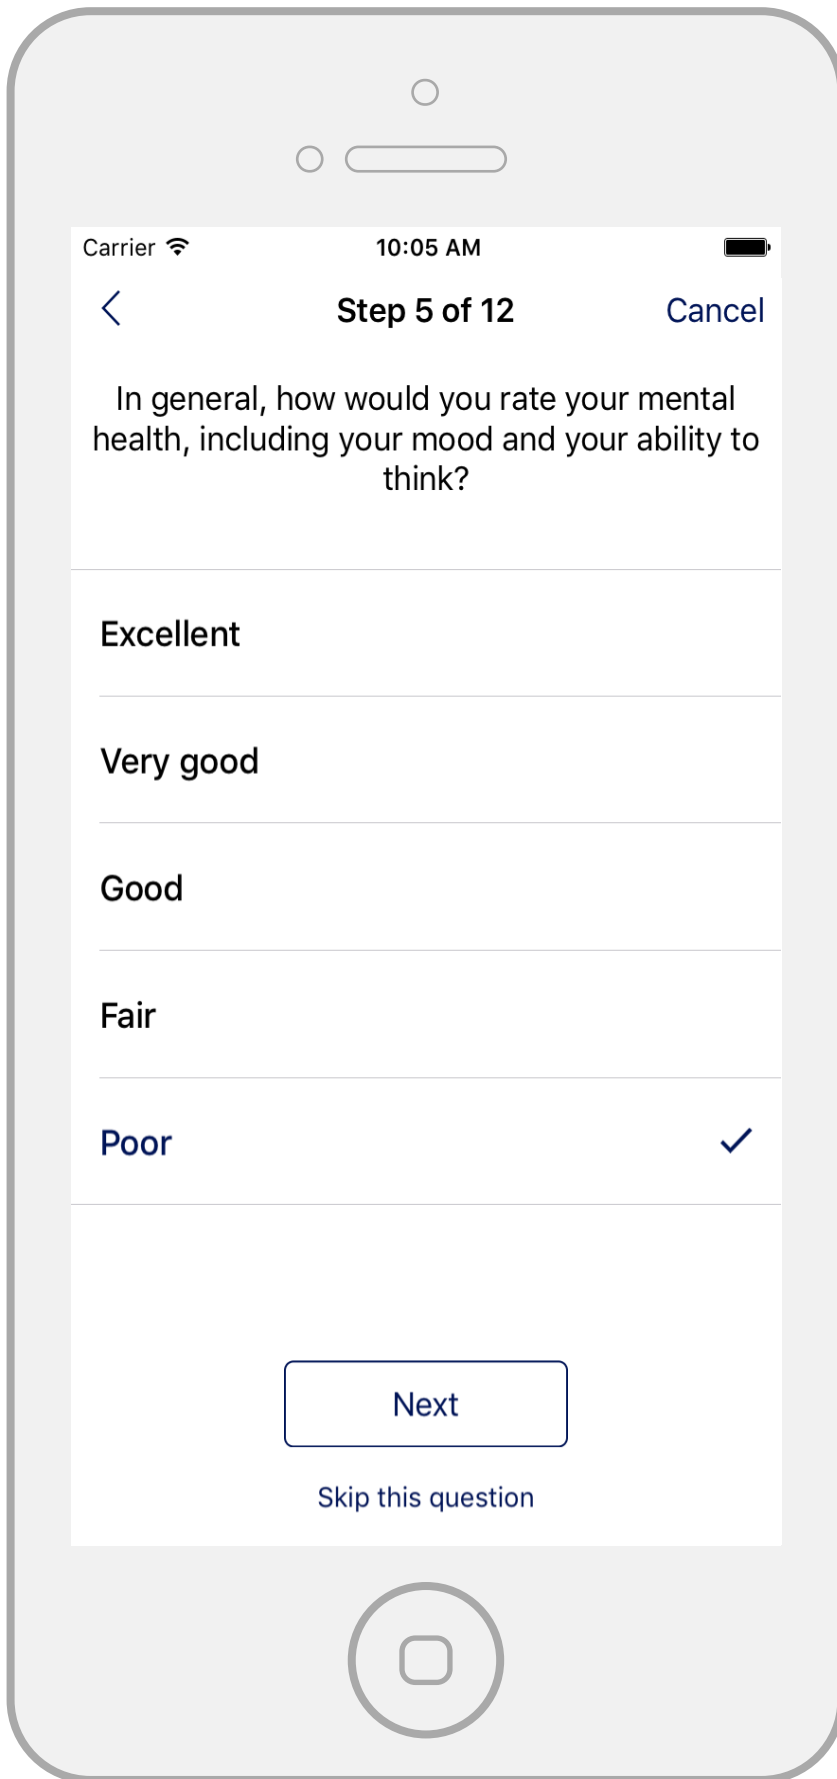 Carrier 10:05 AM
Step 5 of 12 Cancel
In general, how would you rate your mental
health, including your mood and your ability to
think?
Excellent
Very good
Good
Fair
Poor
Next
Skip this question